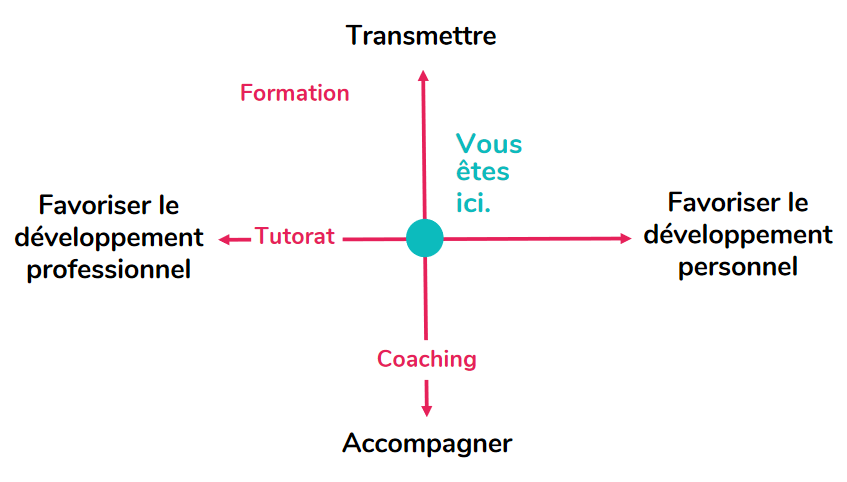 Transmettre
Formation
Vous
êtes
ici.
Favoriser le
développement
professionnel
Tutorat
Favoriser le
développement
personnel
Coaching
Accompagner